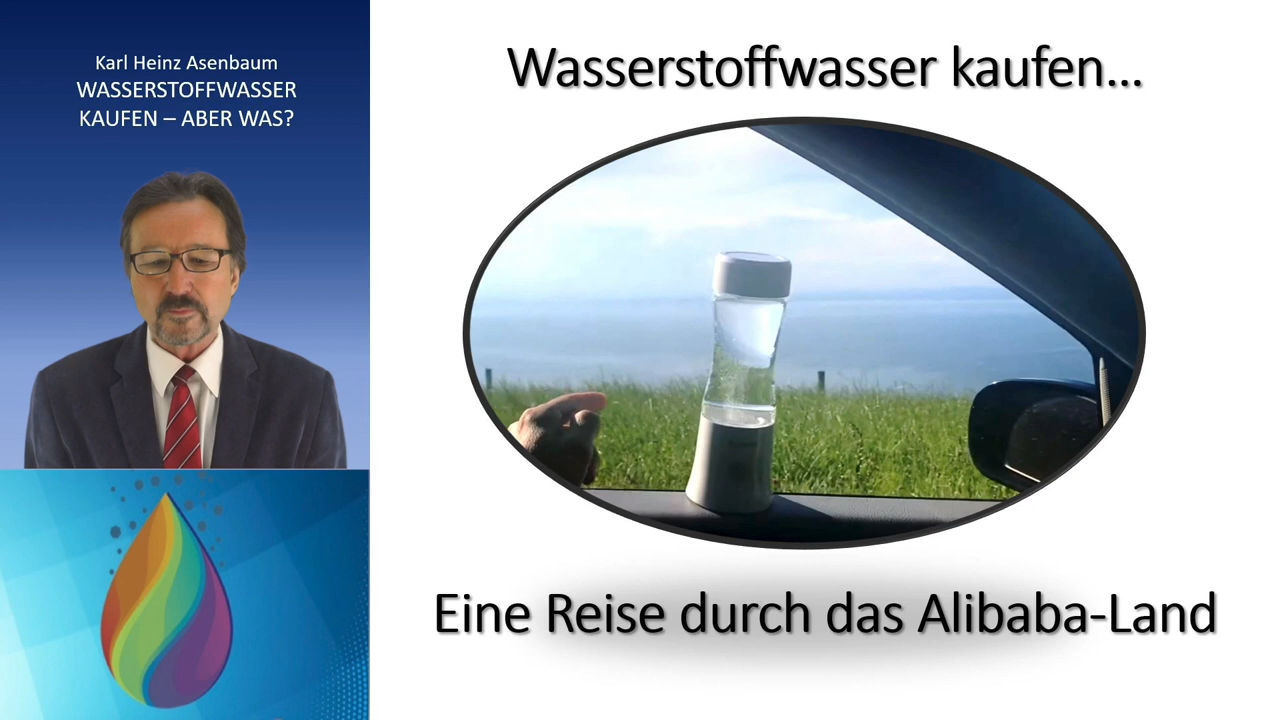 Karl Heinz Asenbaum
WASSERSTOFFWASSER
KAUFEN – ABER WAS?
Wasserstoffwasser kaufen...
Eine Reise durch das Alibaba-Land